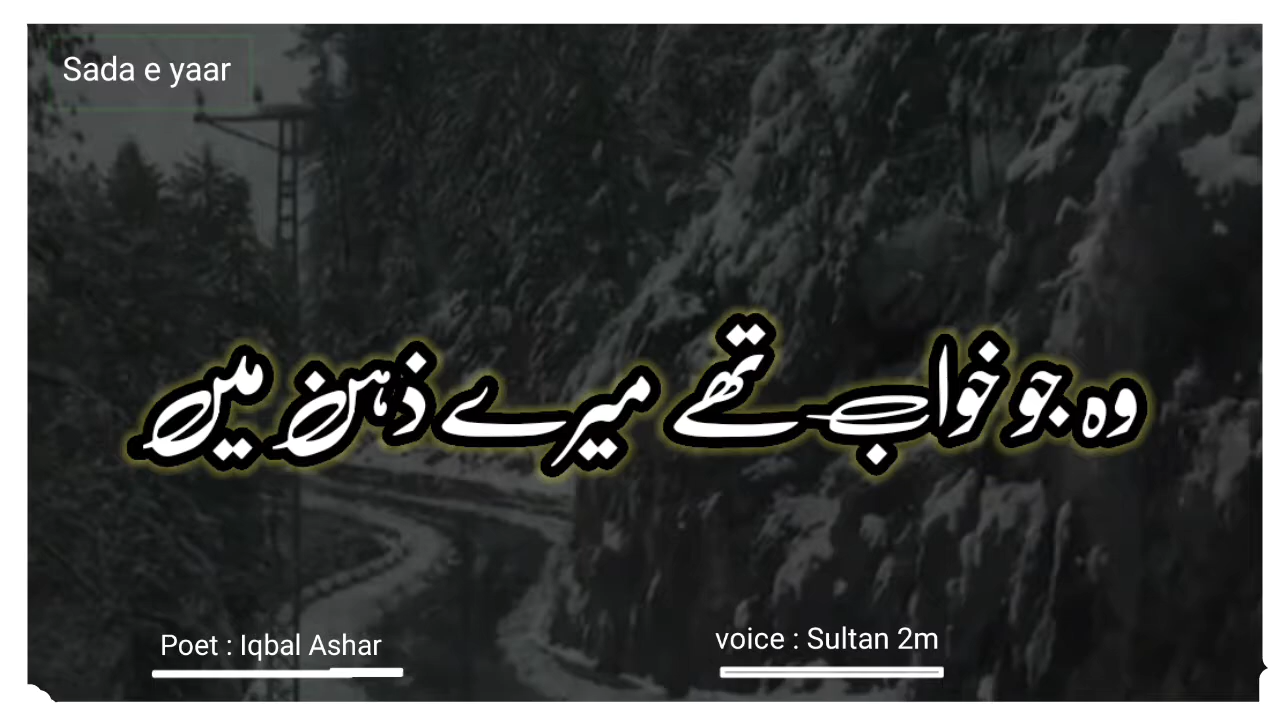 Sada e yaar
وہ جو خواب تھے میرے ذہن میں
Poet : Iqbal Ashar
voice : Sultan 2m